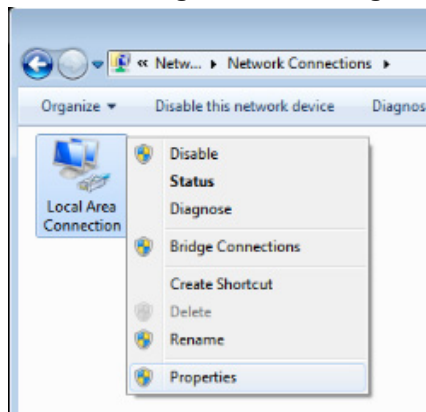 « Netw... ▸ Network Connections ▸
Organize ▾ Disable this network device Diagnos
Local Area
Connection
Disable
Status
Diagnose
Bridge Connections
Create Shortcut
Delete
Rename
Properties